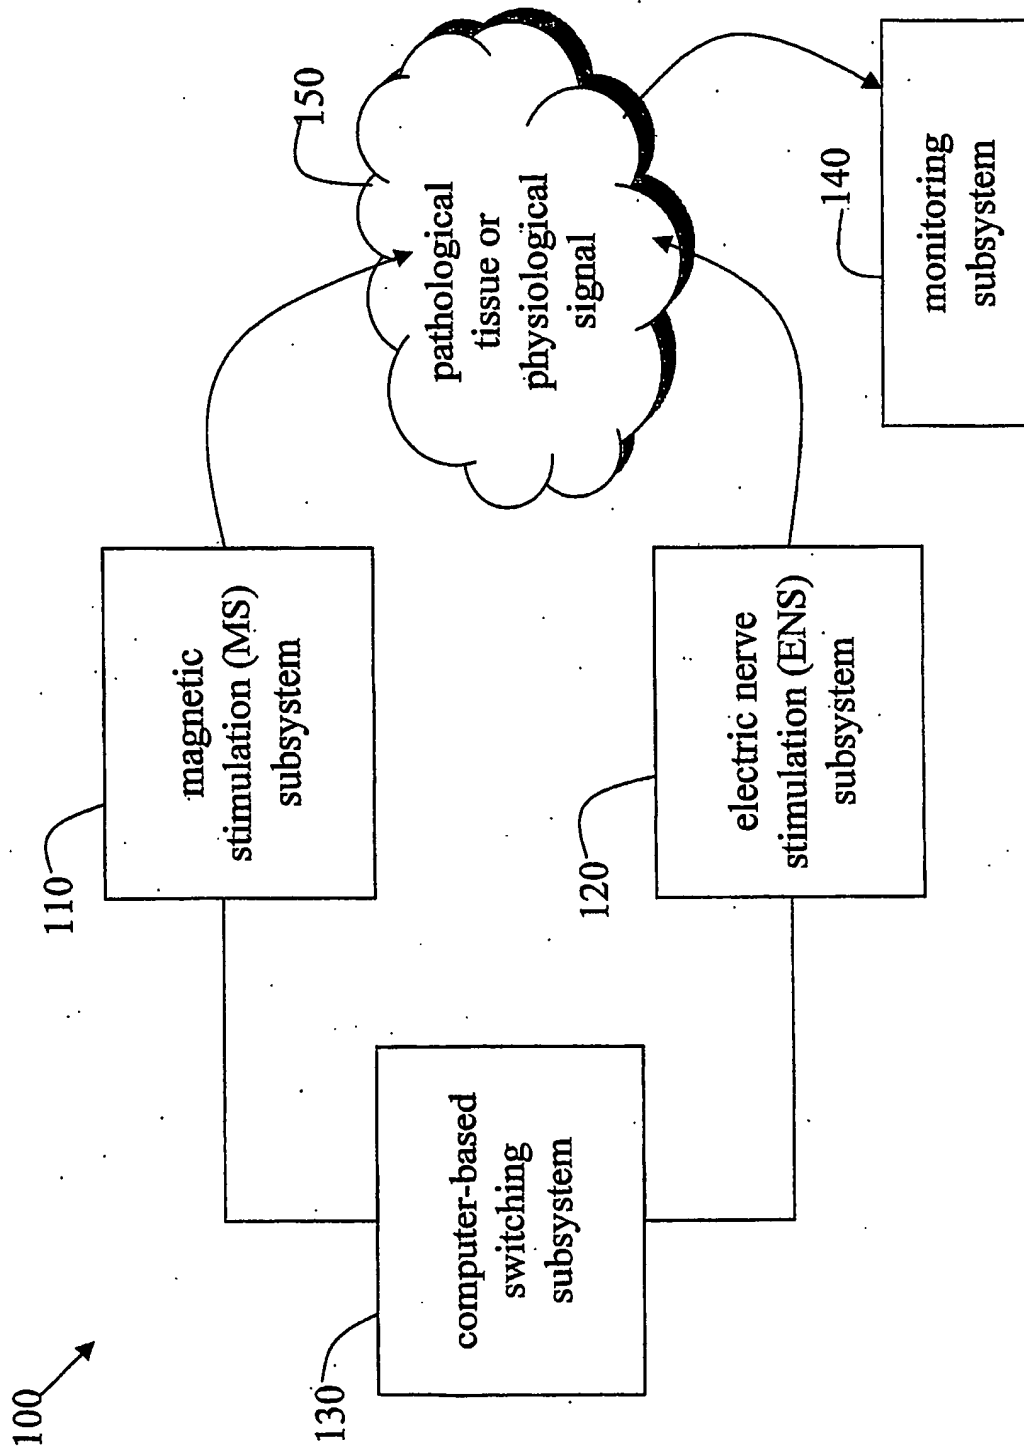 100
110
magnetic
stimulation (MS)
subsystem
150
pathological
tissue or
physiological
signal
130
computer-based
switching
subsystem
120
electric nerve
stimulation (ENS)
subsystem
140
monitoring
subsystem